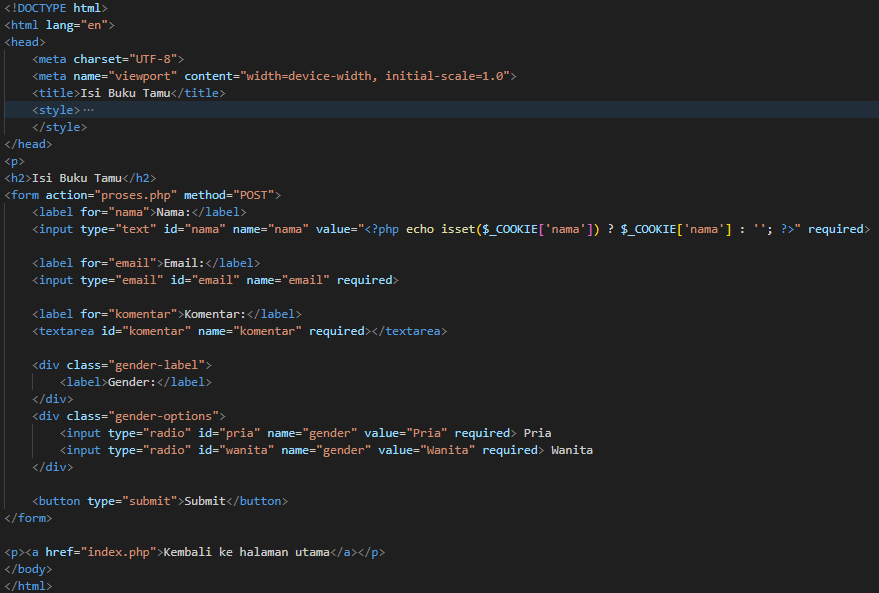 <!DOCTYPE html>
<html lang="en">
<head>
    <meta charset="UTF-8">
    <meta name="viewport" content="width=device-width, initial-scale=1.0">
    <title>Isi Buku Tamu</title>
    <style>···
    </style>
</head>
<p>
<h2>Isi Buku Tamu</h2>
<form action="proses.php" method="POST">
    <label for="nama">Nama:</label>
    <input type="text" id="nama" name="nama" value="<?php echo isset($_COOKIE['nama']) ? $_COOKIE['nama'] : ''; ?>" required>

    <label for="email">Email:</label>
    <input type="email" id="email" name="email" required>

    <label for="komentar">Komentar:</label>
    <textarea id="komentar" name="komentar" required></textarea>

    <div class="gender-label">
        <label>Gender:</label>
    </div>
    <div class="gender-options">
        <input type="radio" id="pria" name="gender" value="Pria" required> Pria
        <input type="radio" id="wanita" name="gender" value="Wanita" required> Wanita
    </div>

    <button type="submit">Submit</button>
</form>

<p><a href="index.php">Kembali ke halaman utama</a></p>
</body>
</html>